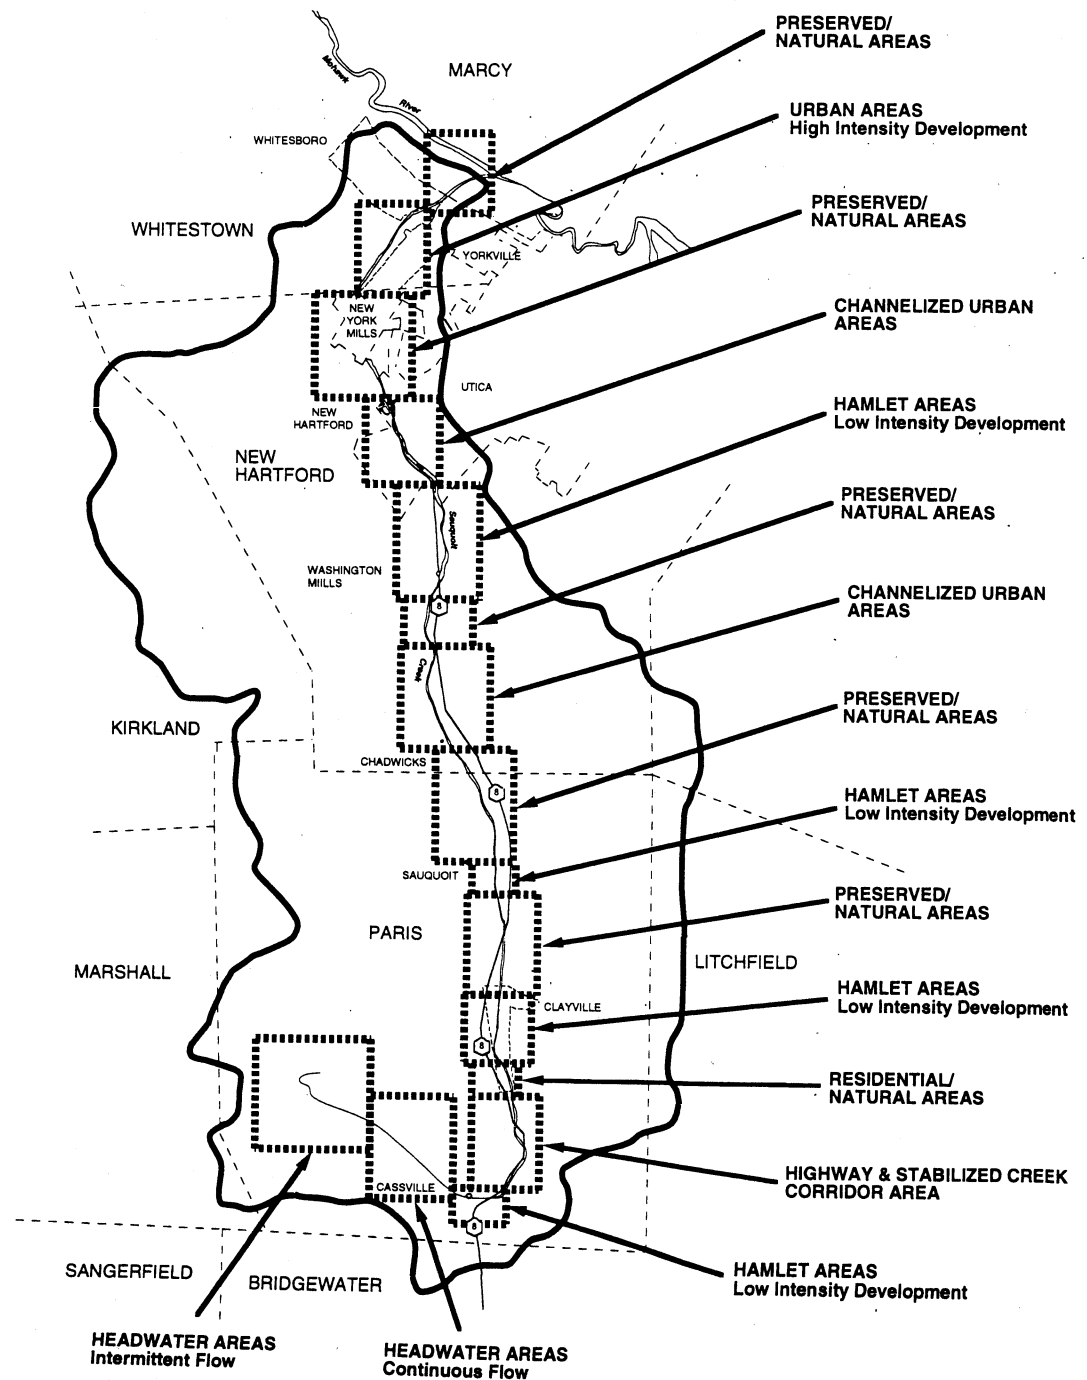 PRESERVED/
NATURAL AREAS
MARCY
Mohawk
River
URBAN AREAS
High Intensity Development
WHITESBORO
PRESERVED/
NATURAL AREAS
WHITESTOWN
YORKVILLE
NEW
YORK
MILLS
CHANNELIZED URBAN
AREAS
UTICA
NEW
HARTFORD
HAMLET AREAS
Low Intensity Development
NEW
HARTFORD
PRESERVED/
NATURAL AREAS
Sauquoit
WASHINGTON
MIILLS
8
CHANNELIZED URBAN
AREAS
Creek
PRESERVED/
NATURAL AREAS
KIRKLAND
CHADWICKS
8
HAMLET AREAS
Low Intensity Development
SAUQUOIT
PRESERVED/
NATURAL AREAS
PARIS
LITCHFIELD
MARSHALL
HAMLET AREAS
Low Intensity Development
CLAYVILLE
8
RESIDENTIAL/
NATURAL AREAS
HIGHWAY & STABILIZED CREEK
CORRIDOR AREA
CASSVILLE
8
SANGERFIELD
BRIDGEWATER
HAMLET AREAS
Low Intensity Development
HEADWATER AREAS
Intermittent Flow
HEADWATER AREAS
Continuous Flow